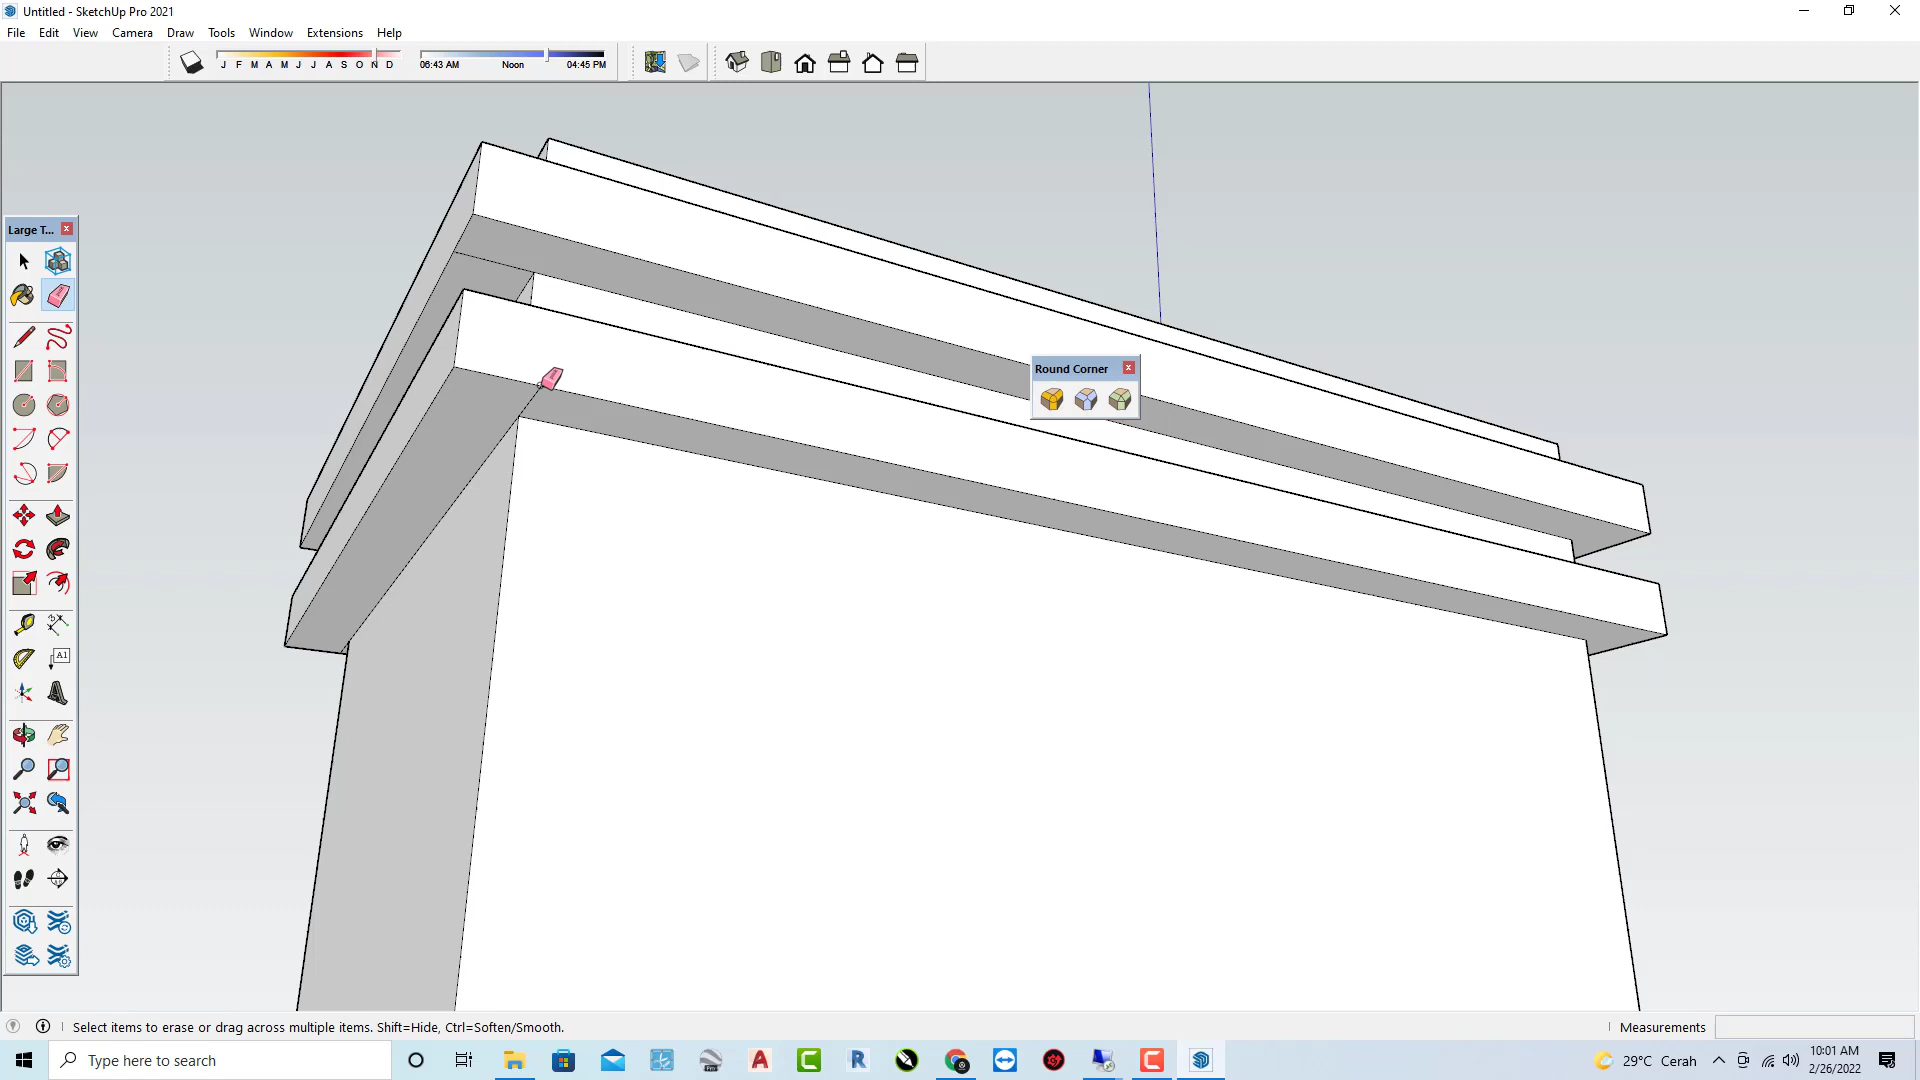 Untitled - SketchUp Pro 2021
File Edit View Camera Draw Tools Window Extensions Help
J F M A M J J A S O N D
06:43 AM Noon 04:45 PM
Large T...
Round Corner
A1
Select items to erase or drag across multiple items. Shift=Hide, Ctrl=Soften/Smooth.
Measurements
Type here to search
Pro
29°C Cerah
10:01 AM
2/26/2022